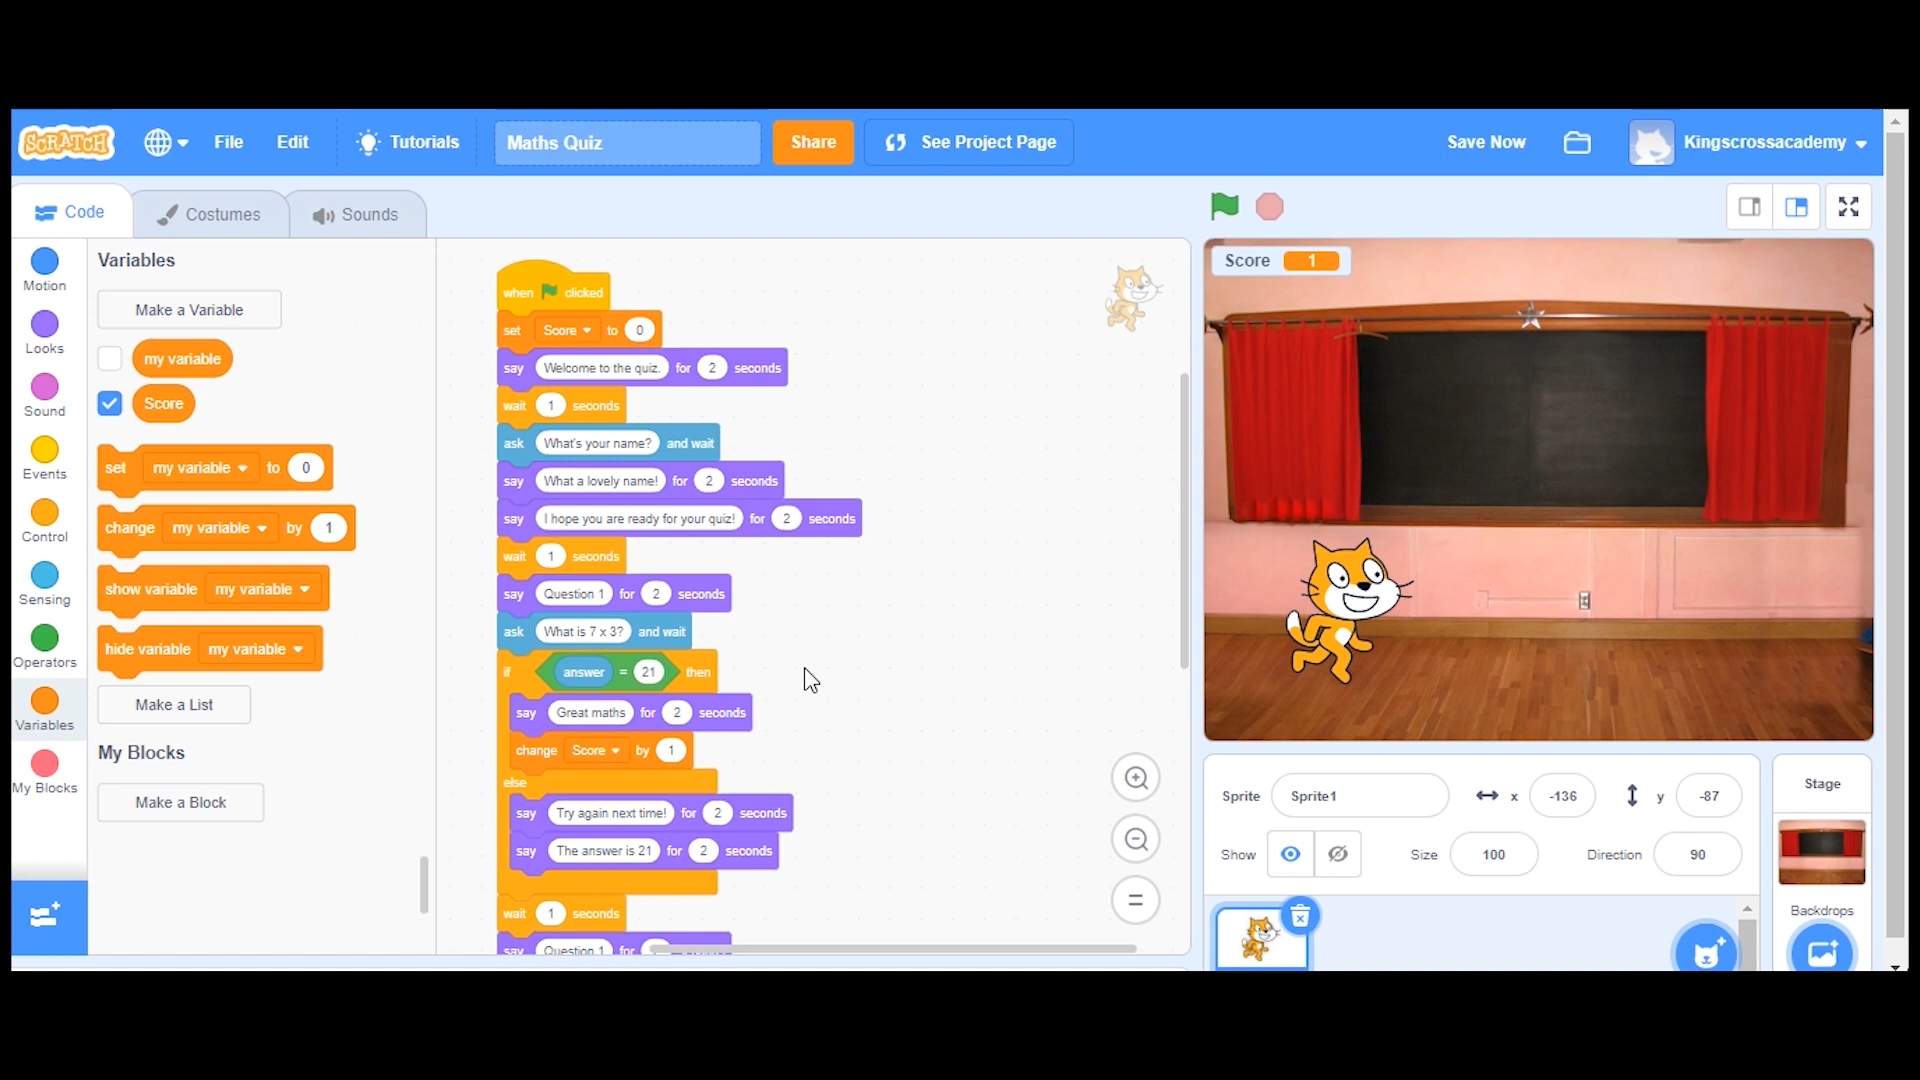 SCRATCH File Edit Tutorials Maths Quiz Share See Project Page Save Now Kingscrossacademy
Code Costumes Sounds
Motion
Looks
Sound
Events
Control
Sensing
Operators
Variables
My Blocks
Variables
Make a Variable
my variable
Score
set my variable to 0
change my variable by 1
show variable my variable
hide variable my variable
Make a List
My Blocks
Make a Block
when clicked
set Score to 0
say Welcome to the quiz. for 2 seconds
wait 1 seconds
ask What's your name? and wait
say What a lovely name! for 2 seconds
say I hope you are ready for your quiz! for 2 seconds
wait 1 seconds
say Question 1 for 2 seconds
ask What is 7 x 3? and wait
if answer = 21 then
say Great maths for 2 seconds
change Score by 1
else
say Try again next time! for 2 seconds
say The answer is 21 for 2 seconds
wait 1 seconds
say Question 1 for
Score 1
Sprite Sprite1 x -136 y -87
Show Size 100 Direction 90
Stage
Backdrops